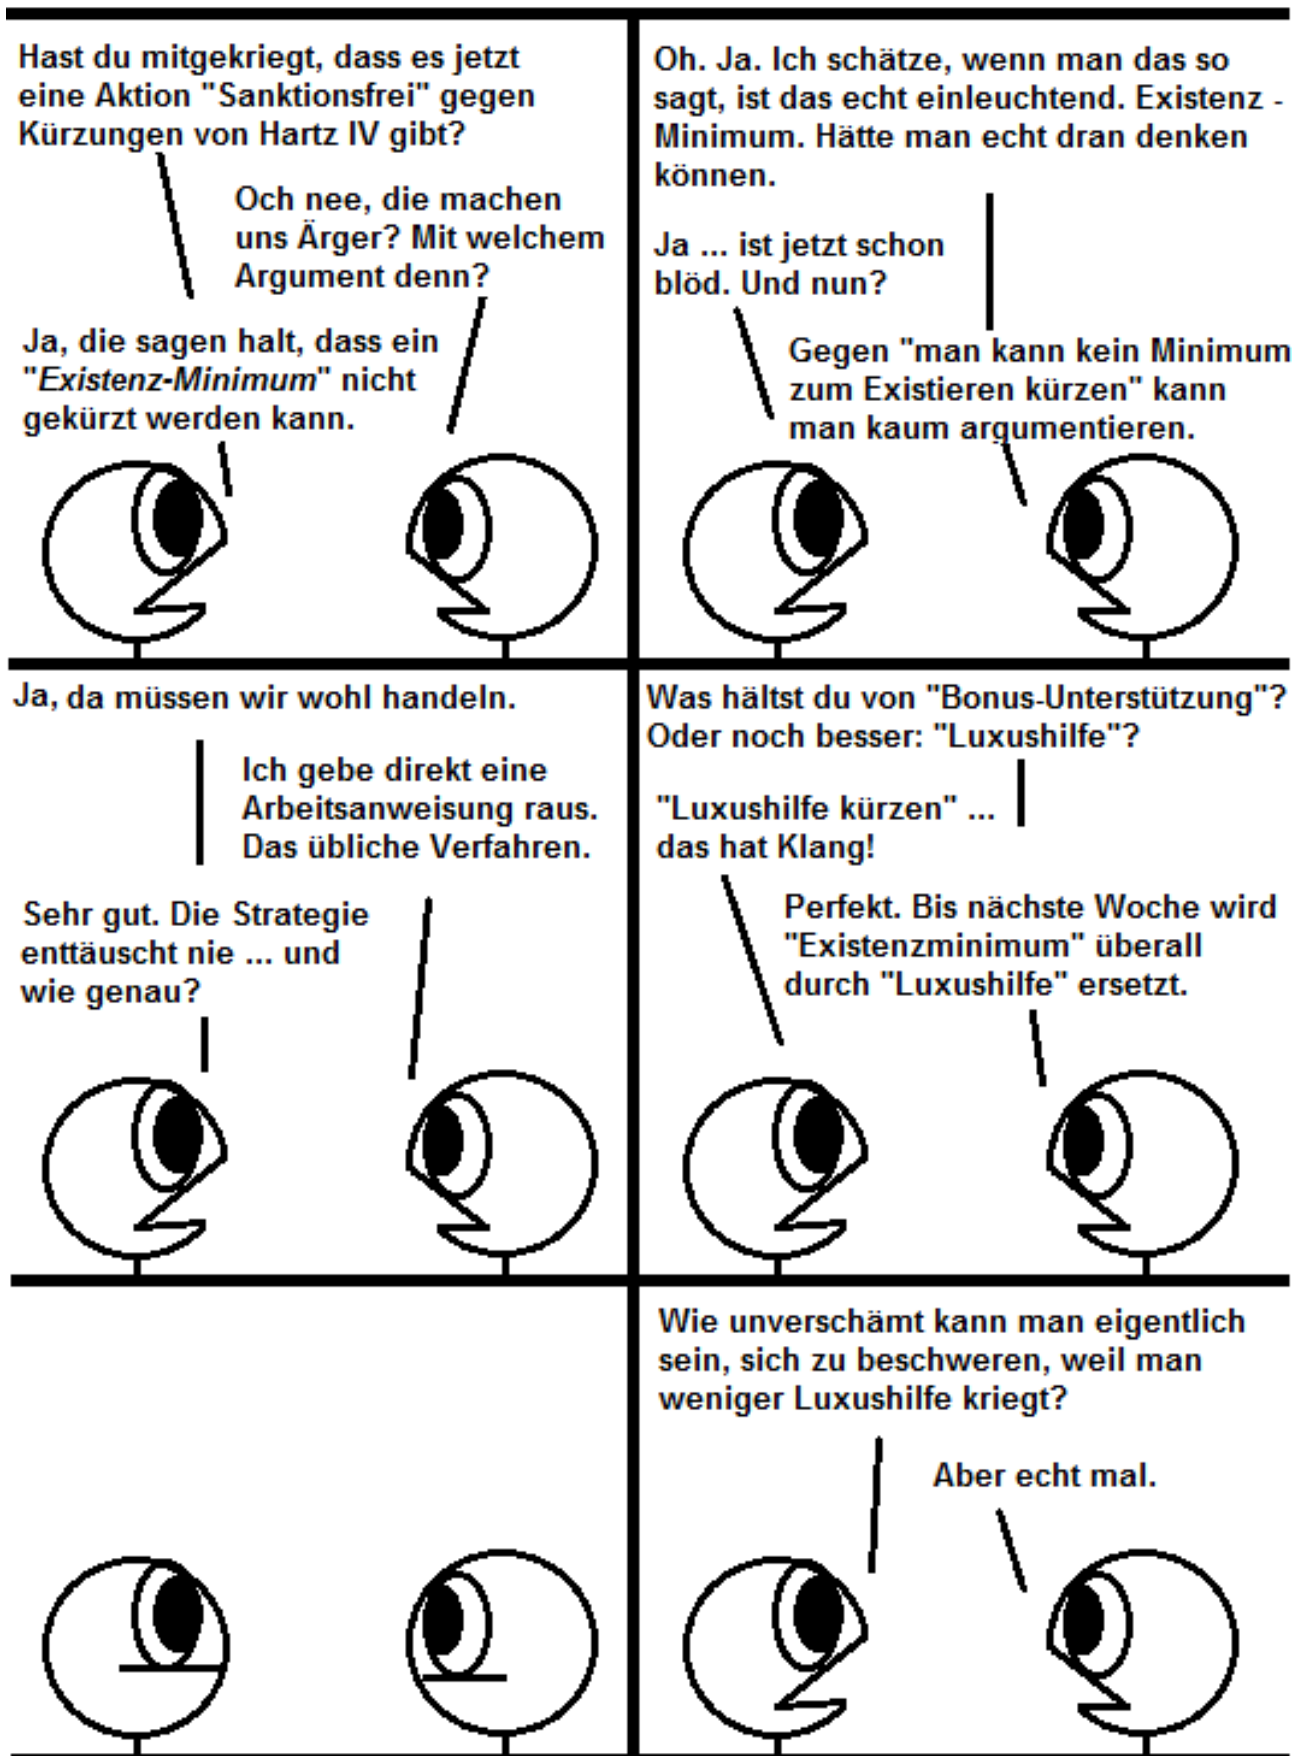 Hast du mitgekriegt, dass es jetzt
eine Aktion "Sanktionsfrei" gegen
Kürzungen von Hartz IV gibt?
Och nee, die machen
uns Ärger? Mit welchem
Argument denn?
Ja, die sagen halt, dass ein
"Existenz-Minimum" nicht
gekürzt werden kann.
Oh. Ja. Ich schätze, wenn man das so
sagt, ist das echt einleuchtend. Existenz -
Minimum. Hätte man echt dran denken
können.
Ja ... ist jetzt schon
blöd. Und nun?
Gegen "man kann kein Minimum
zum Existieren kürzen" kann
man kaum argumentieren.
Ja, da müssen wir wohl handeln.
Ich gebe direkt eine
Arbeitsanweisung raus.
Das übliche Verfahren.
Sehr gut. Die Strategie
enttäuscht nie ... und
wie genau?
Was hältst du von "Bonus-Unterstützung"?
Oder noch besser: "Luxushilfe"?
"Luxushilfe kürzen" ...
das hat Klang!
Perfekt. Bis nächste Woche wird
"Existenzminimum" überall
durch "Luxushilfe" ersetzt.
Wie unverschämt kann man eigentlich
sein, sich zu beschweren, weil man
weniger Luxushilfe kriegt?
Aber echt mal.